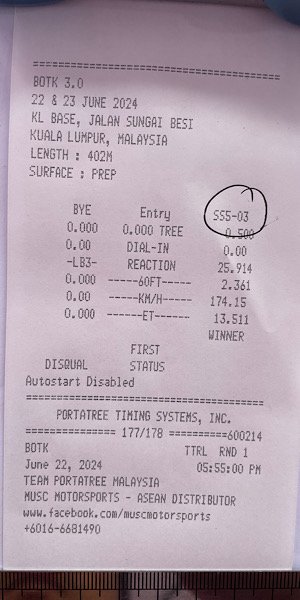 ================================
BOTK 3.0
22 & 23 JUNE 2024
KL BASE, JALAN SUNGAI BESI
KUALA LUMPUR, MALAYSIA
LENGTH : 402M
SURFACE : PREP
BYE Entry SS5-03
0.000 0.000 TREE 0.500
0.00 DIAL-IN 0.00
-LB3- REACTION 25.914
0.000 ------60FT------ 2.361
0.00 ------KM/H------ 174.15
0.000 -------ET------- 13.511
WINNER
FIRST
DISQUAL STATUS
Autostart Disabled
================================
PORTATREE TIMING SYSTEMS, INC.
============ 177/178 ==========600214
BOTK TTRL RND 1
June 22, 2024 05:55:00 PM
TEAM PORTATREE MALAYSIA
MUSC MOTORSPORTS - ASEAN DISTRIBUTOR
www.facebook.com/muscmotorsports
+6016-6681490